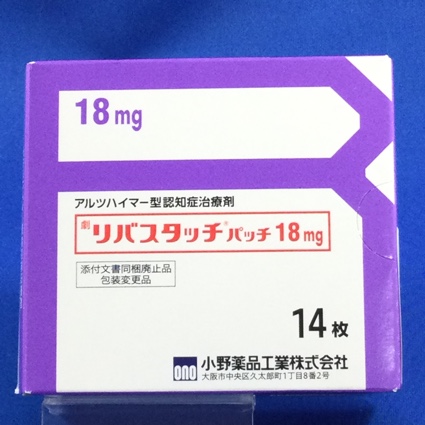 18 mg
アルツハイマー型認知症治療剤
劇 リバスタッチ®パッチ 18 mg
添付文書同梱廃止品
包装変更品
14枚
ono 小野薬品工業株式会社
大阪市中央区久太郎町1丁目8番2号